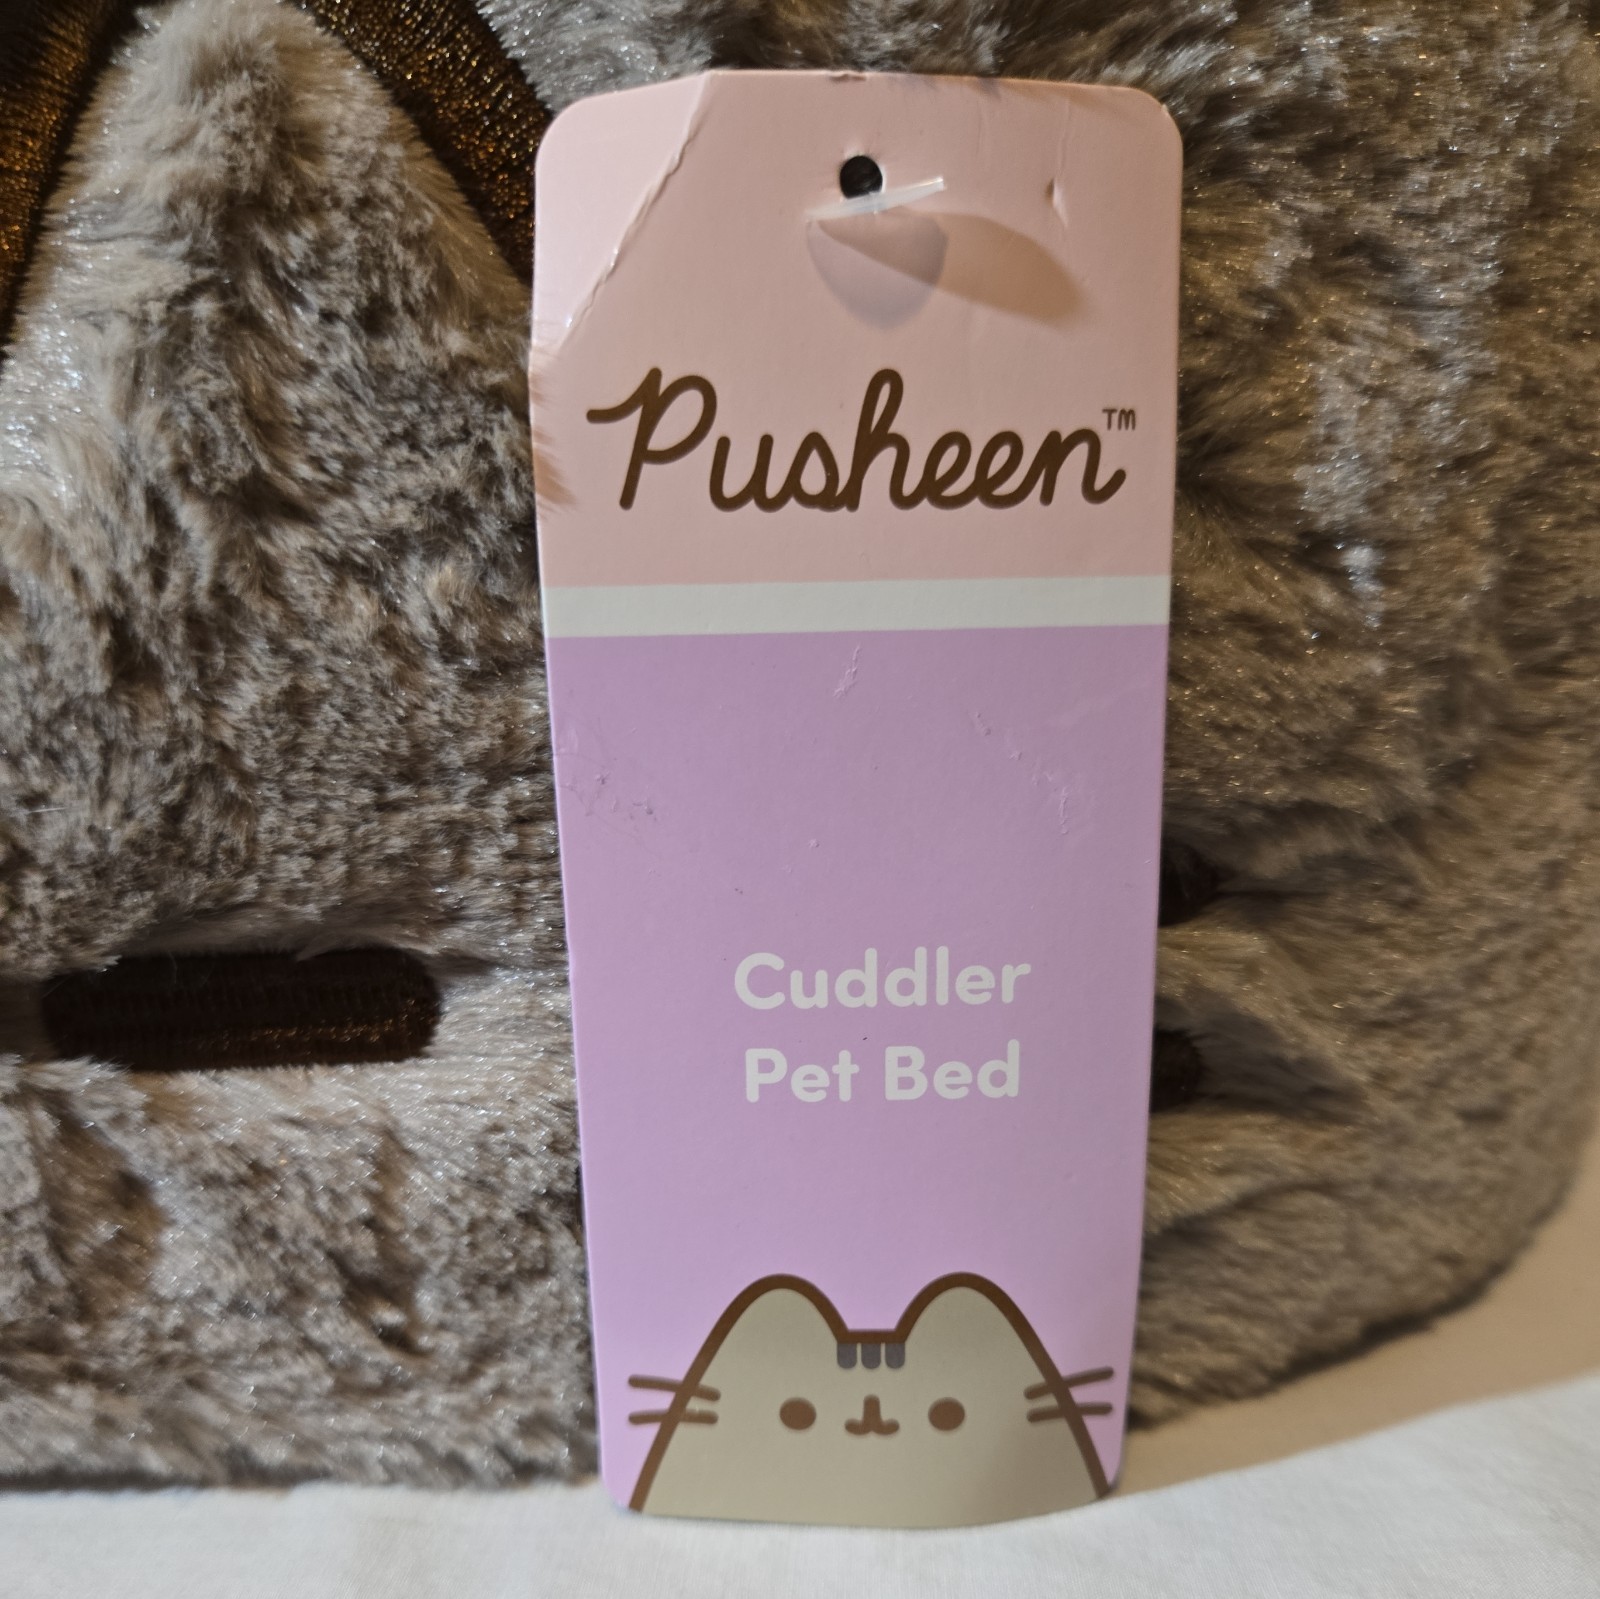 Pusheen™
Cuddler
Pet Bed